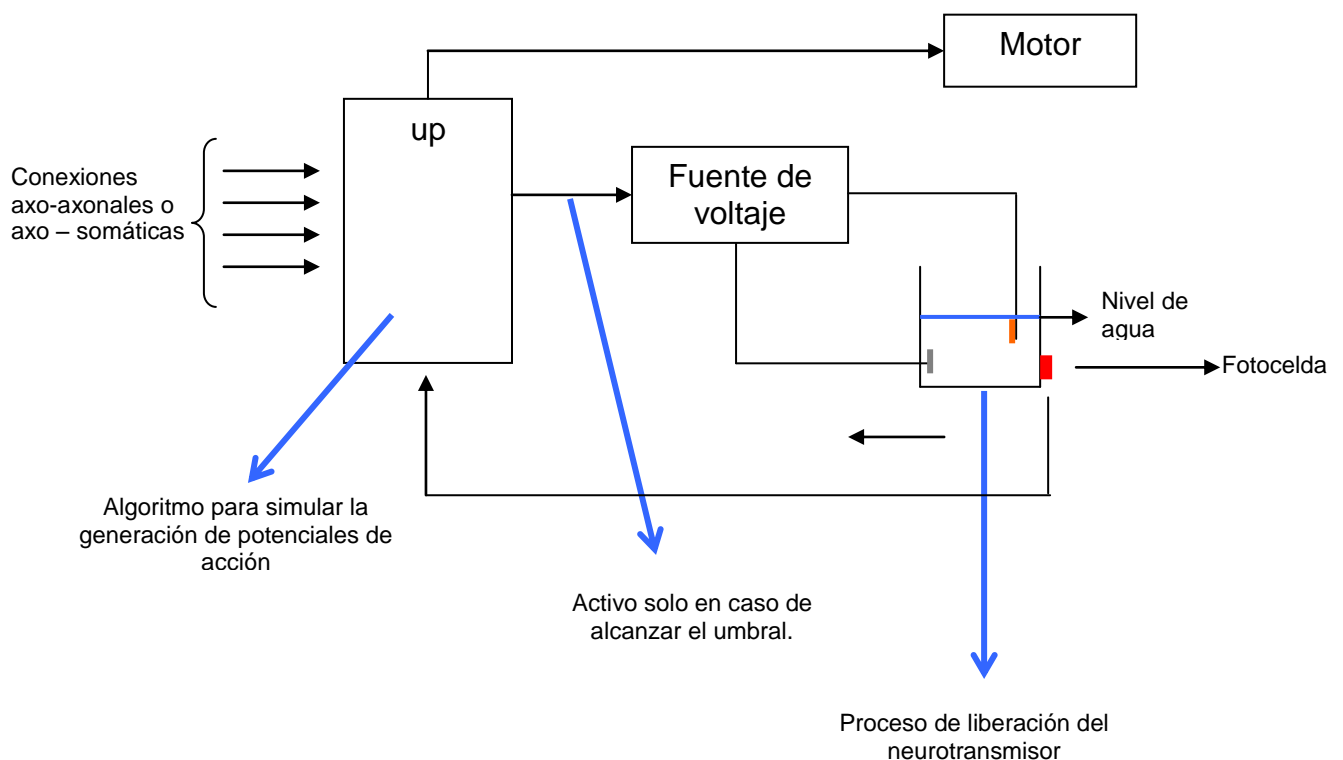 Motor
up
Conexiones
axo-axonales o
axo – somáticas
Fuente de
voltaje
Nivel de
agua
Fotocelda
Algoritmo para simular la
generación de potenciales de
acción
Activo solo en caso de
alcanzar el umbral.
Proceso de liberación del
neurotransmisor